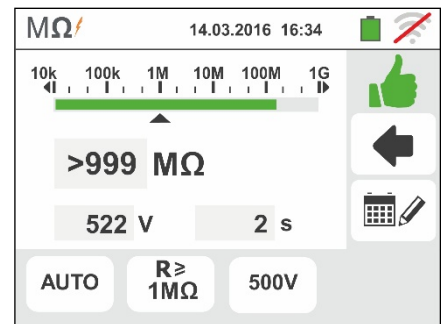 MΩ 14.03.2016 16:34
10k 100k 1M 10M 100M 1G
>999 MΩ
522 V 2 s
AUTO R≥ 1MΩ 500V